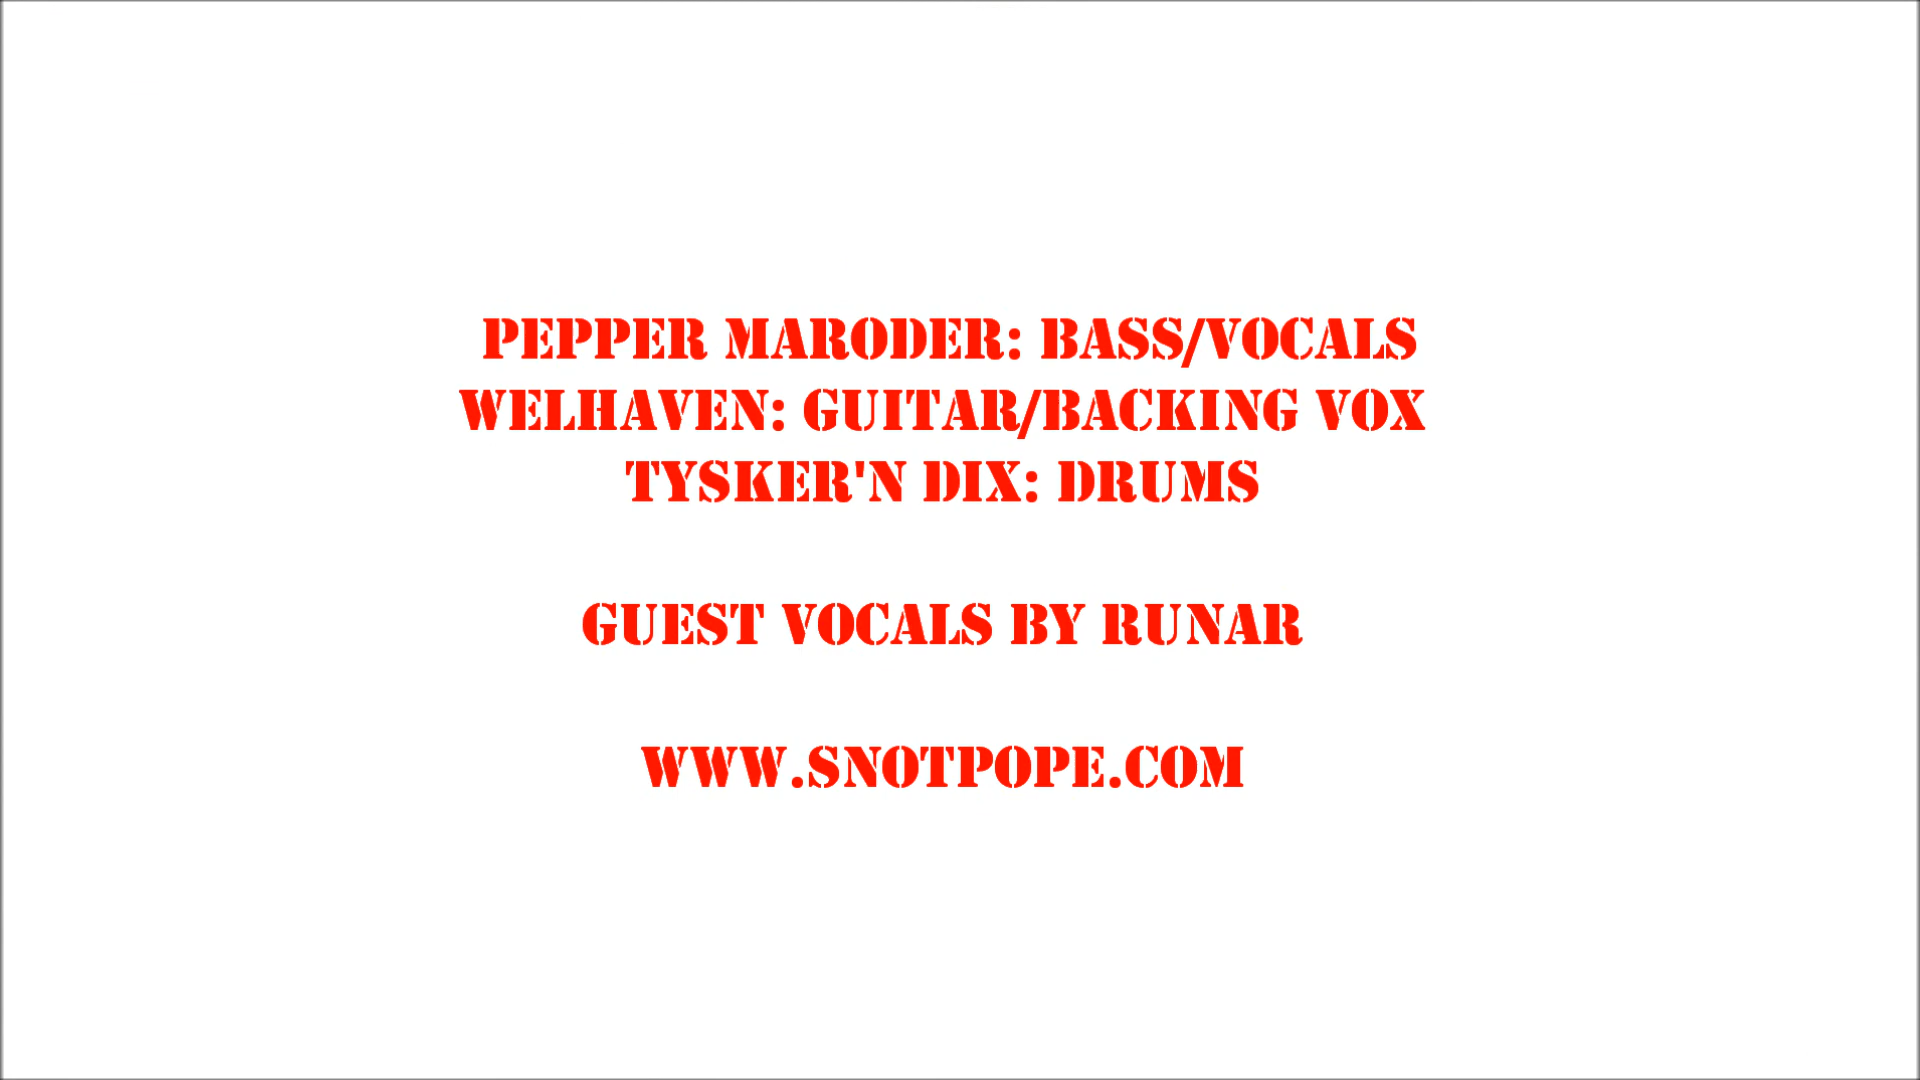 PEPPER MARODER: BASS/VOCALS
WELHAVEN: GUITAR/BACKING VOX
TYSKER'N DIX: DRUMS
GUEST VOCALS BY RUNAR
WWW.SNOTPOPE.COM